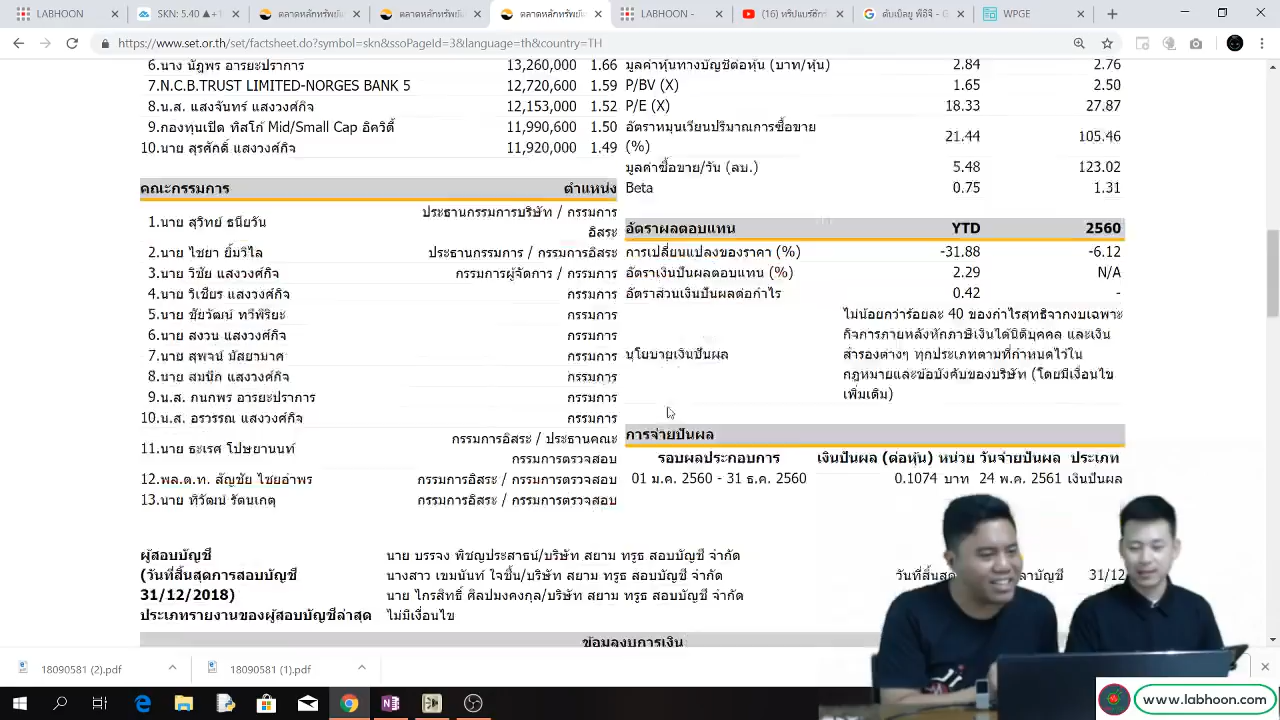 LABHOON
SKN: 5.40 ▲+1
ตลาดหลักทรัพย์แ
ตลาดหลักทรัพย์แ
ตลาดหลักทรัพย์แ
LABHOON -
(16) ทริปแบร์ธัก
ดับเบิลยู พีจีอี - G
WPGE
https://www.set.or.th/set/factsheet.do?symbol=skn&ssoPageId=3&language=th&country=TH
6.นาง นัฎพร อารยะปราการ 13,260,000 1.66
7.N.C.B.TRUST LIMITED-NORGES BANK 5 12,720,600 1.59
8.น.ส. แสงจันทร์ แสงวงศ์กิจ 12,153,000 1.52
9.กองทุนเปิด ทิสโก้ Mid/Small Cap อิควิตี้ 11,990,600 1.50
10.นาย สุรศักดิ์ แสงวงศ์กิจ 11,920,000 1.49
คณะกรรมการ ตำแหน่ง
1.นาย สุวิทย์ ธนียวัน ประธานกรรมการบริษัท / กรรมการ
อิสระ
2.นาย ไชยา ยิ้มวิไล ประธานกรรมการ / กรรมการอิสระ
3.นาย วิชัย แสงวงศ์กิจ กรรมการผู้จัดการ / กรรมการ
4.นาย วิเชียร แสงวงศ์กิจ กรรมการ
5.นาย ชัยวัฒน์ ทวีพิริยะ กรรมการ
6.นาย สงวน แสงวงศ์กิจ กรรมการ
7.นาย สุพจน์ มัสยามาศ กรรมการ
8.นาย สมนึก แสงวงศ์กิจ กรรมการ
9.น.ส. กนกพร อารยะปราการ กรรมการ
10.น.ส. อรวรรณ แสงวงศ์กิจ กรรมการ
11.นาย ธะเรศ โปษยานนท์ กรรมการอิสระ / ประธานคณะ
กรรมการตรวจสอบ
12.พล.ต.ท. สัญชัย ไชยอำพร กรรมการอิสระ / กรรมการตรวจสอบ
13.นาย ทิวัฒน์ รัตนเกตุ กรรมการอิสระ / กรรมการตรวจสอบ
มูลค่าหุ้นทางบัญชีต่อหุ้น (บาท/หุ้น) 2.84 2.76
P/BV (X) 1.65 2.50
P/E (X) 18.33 27.87
อัตราหมุนเวียนปริมาณการซื้อขาย
(%) 21.44 105.46
มูลค่าซื้อขาย/วัน (ลบ.) 5.48 123.02
Beta 0.75 1.31
อัตราผลตอบแทน YTD 2560
การเปลี่ยนแปลงของราคา (%) -31.88 -6.12
อัตราเงินปันผลตอบแทน (%) 2.29 N/A
อัตราส่วนเงินปันผลต่อกำไร 0.42 -
ไม่น้อยกว่าร้อยละ 40 ของกำไรสุทธิจากงบเฉพาะ
กิจการภายหลังหักภาษีเงินได้นิติบุคคล และเงิน
นโยบายเงินปันผล สำรองต่างๆ ทุกประเภทตามที่กำหนดไว้ใน
กฎหมายและข้อบังคับของบริษัท (โดยมีเงื่อนไข
เพิ่มเติม)
การจ่ายปันผล
รอบผลประกอบการ เงินปันผล (ต่อหุ้น) หน่วย วันจ่ายปันผล ประเภท
01 ม.ค. 2560 - 31 ธ.ค. 2560 0.1074 บาท 24 พ.ค. 2561 เงินปันผล
ผู้สอบบัญชี นาย บรรจง พิชญประสาธน์/บริษัท สยาม ทรูธ สอบบัญชี จำกัด
(วันที่สิ้นสุดการสอบบัญชี นางสาว เขมนันท์ ใจชื้น/บริษัท สยาม ทรูธ สอบบัญชี จำกัด
31/12
31/12/2018) นาย ไกรสิทธิ์ ศิลปมงคลกุล/บริษัท สยาม ทรูธ สอบบัญชี จำกัด
ประเภทรายงานของผู้สอบบัญชีล่าสุด ไม่มีเงื่อนไข
ข้อมูลงบการเงิน
18090581 (2).pdf
18090581 (1).pdf
www.labhoon.com